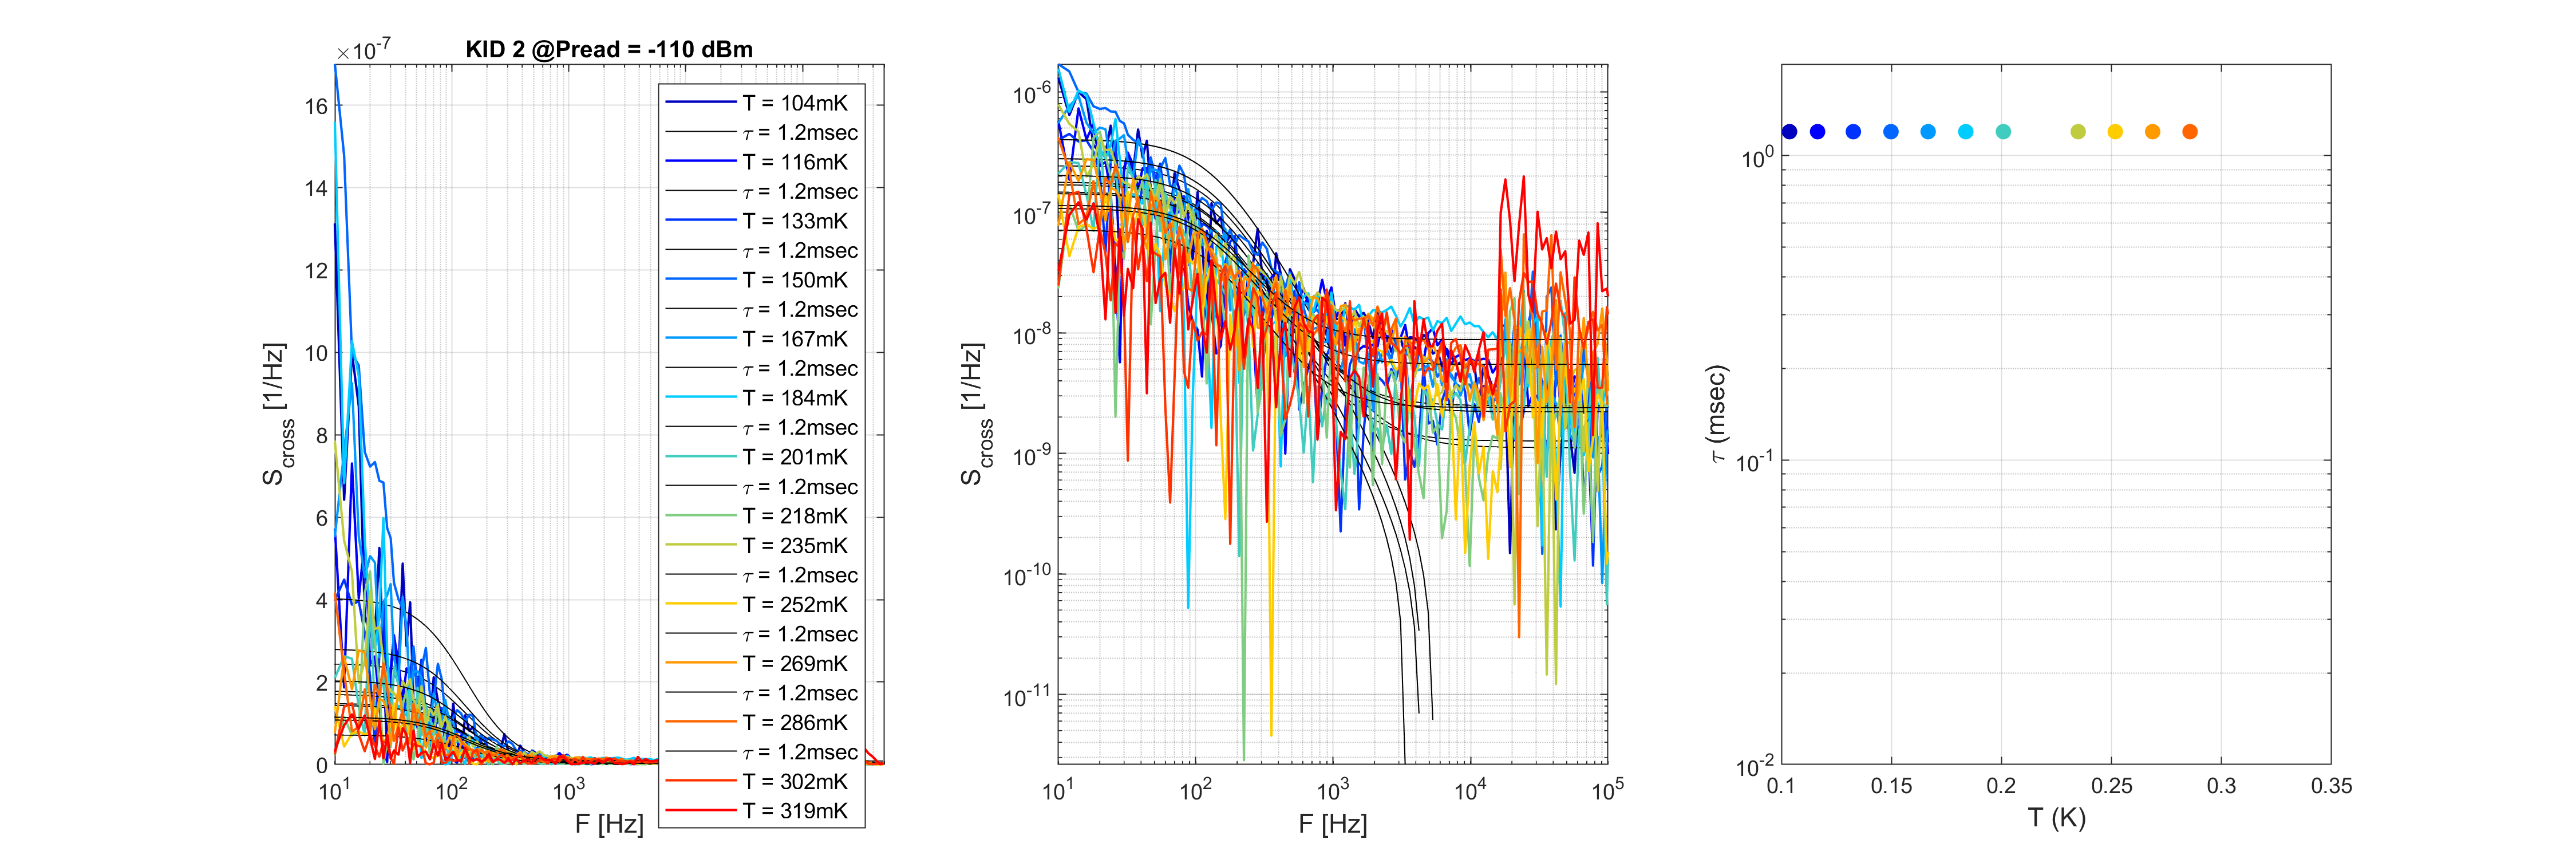 KID 2 @Pread = -110 dBm
×10-7
16
14
12
10
8
6
4
2
0
101
102
103
F [Hz]
Scross [1/Hz]
T = 104mK
τ = 1.2msec
T = 116mK
τ = 1.2msec
T = 133mK
τ = 1.2msec
T = 150mK
τ = 1.2msec
T = 167mK
τ = 1.2msec
T = 184mK
τ = 1.2msec
T = 201mK
τ = 1.2msec
T = 218mK
T = 235mK
τ = 1.2msec
T = 252mK
τ = 1.2msec
T = 269mK
τ = 1.2msec
T = 286mK
τ = 1.2msec
T = 302mK
T = 319mK
10-6
10-7
10-8
10-9
10-10
10-11
101
102
103
104
105
F [Hz]
Scross [1/Hz]
100
10-1
10-2
0.1
0.15
0.2
0.25
0.3
0.35
T (K)
τ (msec)